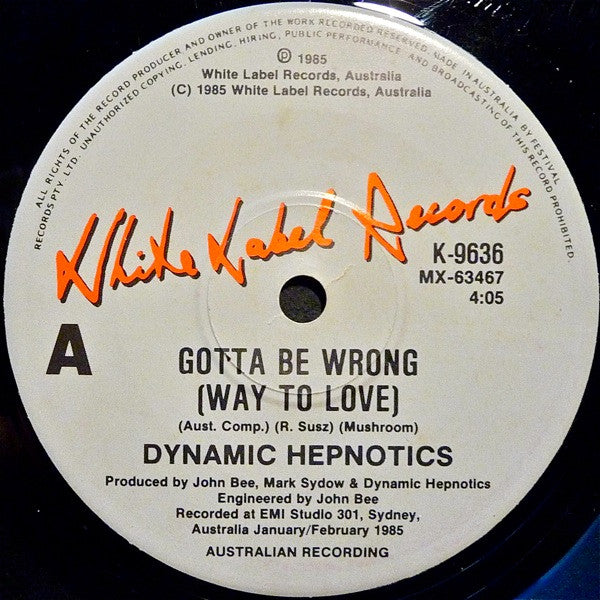 ALL RIGHTS OF THE RECORD PRODUCER AND OWNER OF THE WORK RECORDED RESERVED.
UNAUTHORIZED COPYING, LENDING, HIRING, PUBLIC PERFORMANCE AND BROADCASTING OF THIS RECORD PROHIBITED.
MADE IN AUSTRALIA BY FESTIVAL RECORDS PTY. LTD.
℗ 1985
White Label Records, Australia
(C) 1985 White Label Records, Australia
White Label Records
K-9636
MX-63467
4:05
A
GOTTA BE WRONG
(WAY TO LOVE)
(Aust. Comp.) (R. Susz) (Mushroom)
DYNAMIC HEPNOTICS
Produced by John Bee, Mark Sydow & Dynamic Hepnotics
Engineered by John Bee
Recorded at EMI Studio 301, Sydney,
Australia January/February 1985
AUSTRALIAN RECORDING